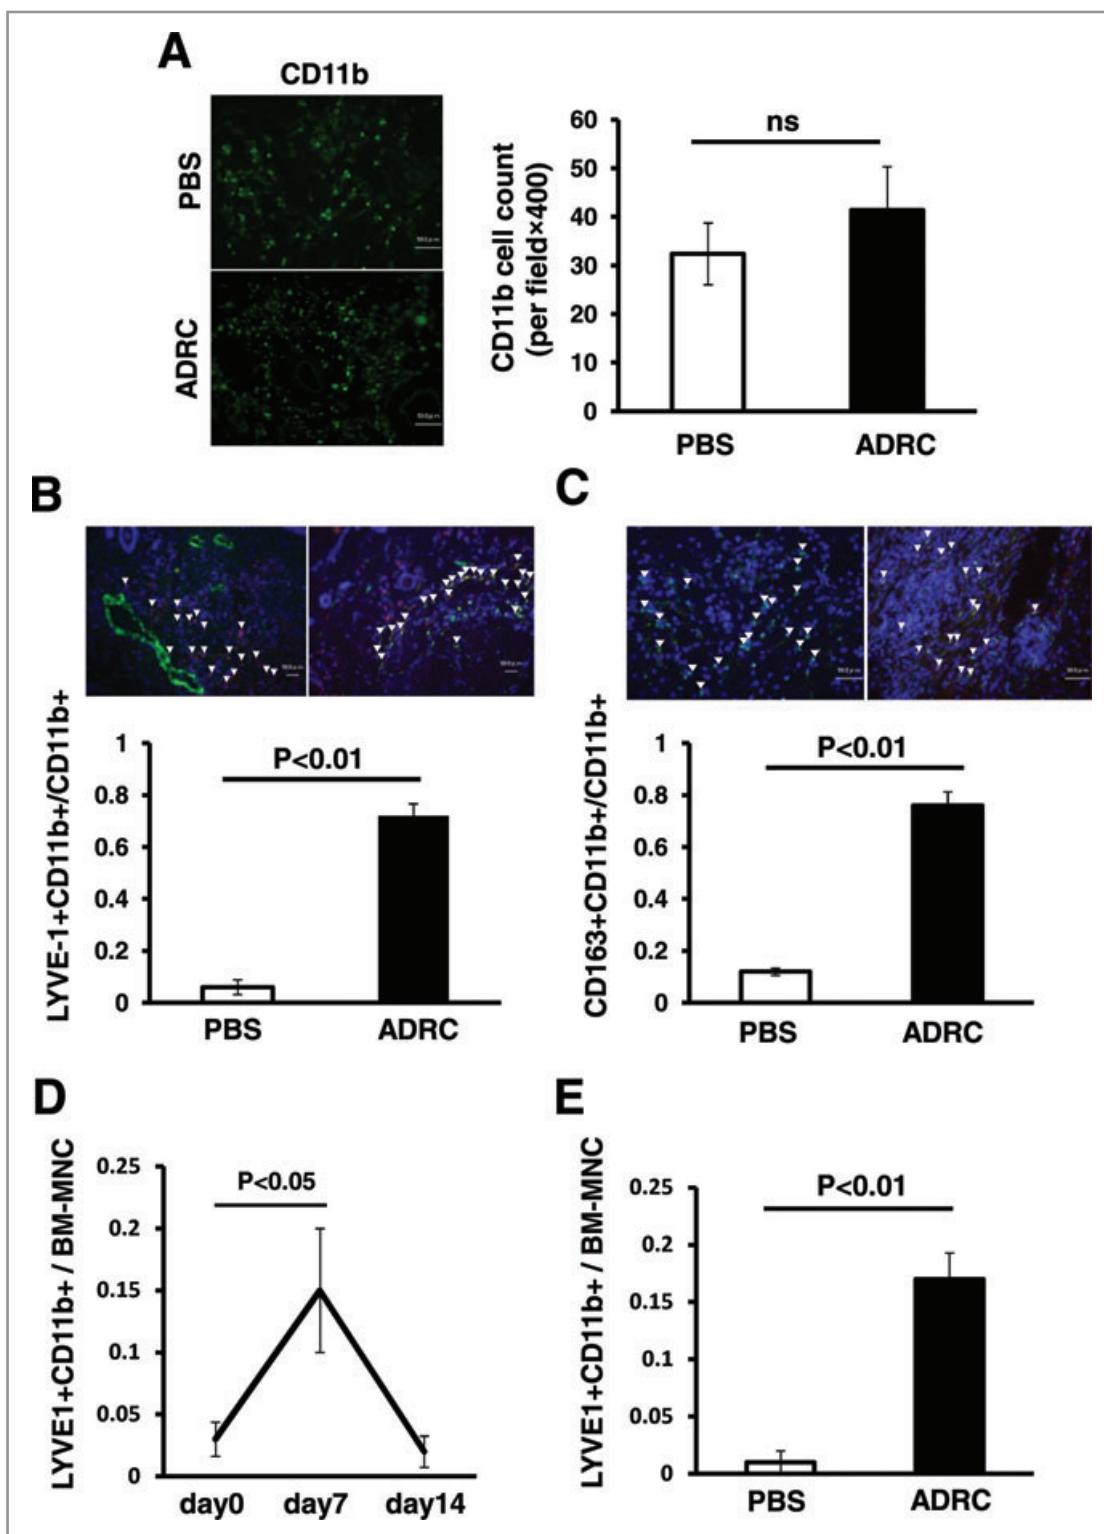 A
CD11b
PBS
ADRC
CD11b cell count
(per field×400)
60
50
40
30
20
10
0
ns
PBS
ADRC
B
LYVE-1+CD11b+/CD11b+
1
0.8
0.6
0.4
0.2
0
P<0.01
PBS
ADRC
C
CD163+CD11b+/CD11b+
1
0.8
0.6
0.4
0.2
0
P<0.01
PBS
ADRC
D
LYVE1+CD11b+ / BM-MNC
0.25
0.2
0.15
0.1
0.05
0
P<0.05
day0
day7
day14
E
LYVE1+CD11b+ / BM-MNC
0.25
0.2
0.15
0.1
0.05
0
P<0.01
PBS
ADRC